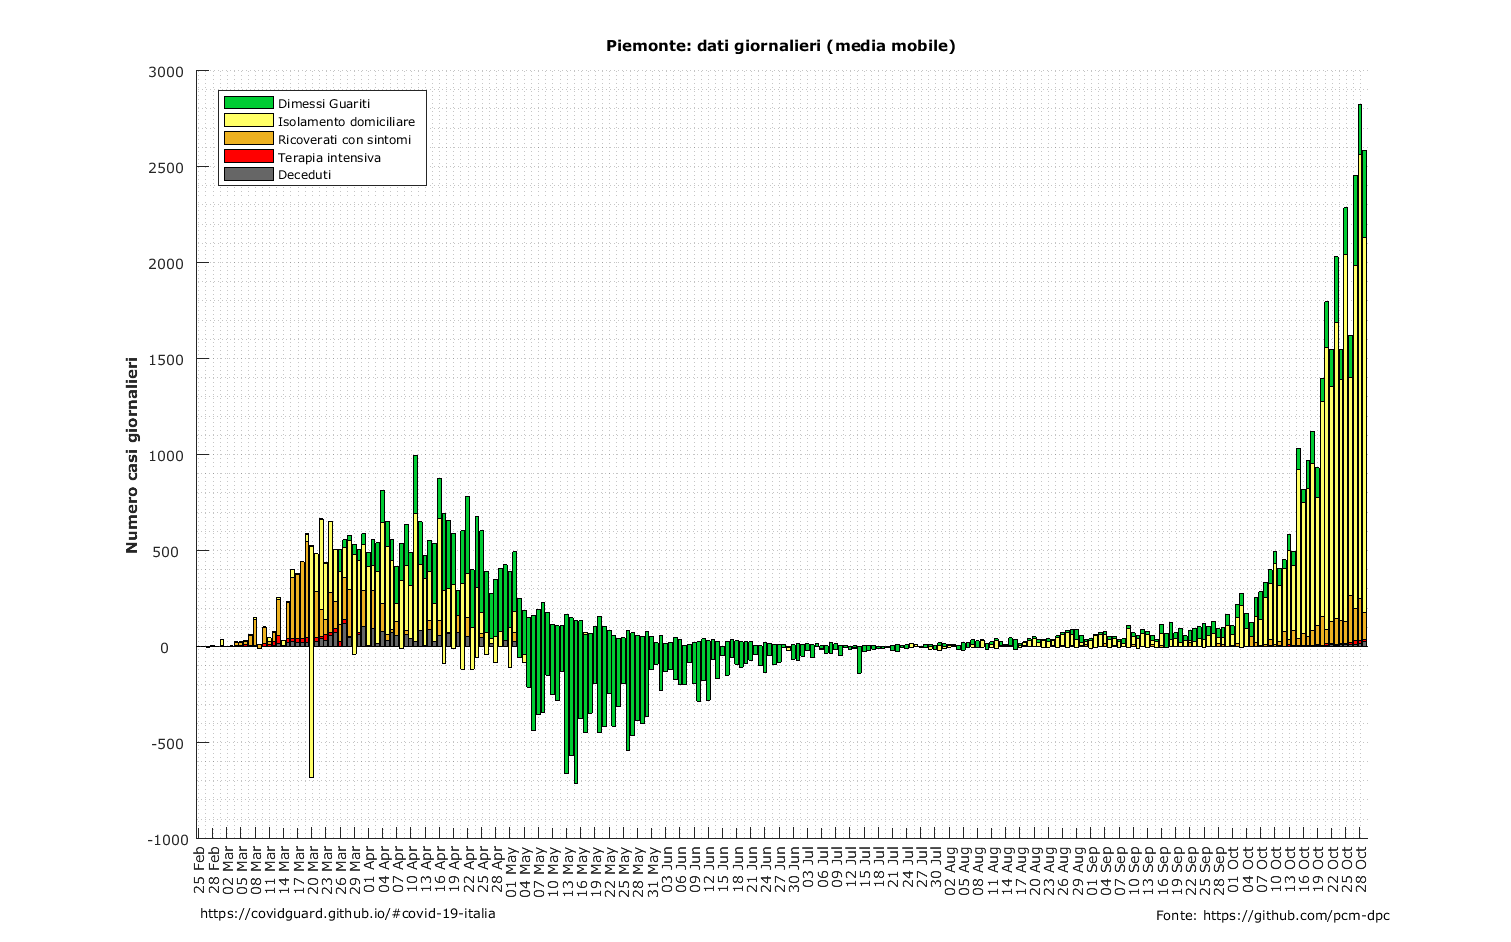 Piemonte: dati giornalieri (media mobile)
3000
2500
2000
1500
1000
500
0
-500
-1000
Numero casi giornalieri
Dimessi Guariti
Isolamento domiciliare
Ricoverati con sintomi
Terapia intensiva
Deceduti
25 Feb
28 Feb
02 Mar
05 Mar
08 Mar
11 Mar
14 Mar
17 Mar
20 Mar
23 Mar
26 Mar
29 Mar
01 Apr
04 Apr
07 Apr
10 Apr
13 Apr
16 Apr
19 Apr
22 Apr
25 Apr
28 Apr
01 May
04 May
07 May
10 May
13 May
16 May
19 May
22 May
25 May
28 May
31 May
03 Jun
06 Jun
09 Jun
12 Jun
15 Jun
18 Jun
21 Jun
24 Jun
27 Jun
30 Jun
03 Jul
06 Jul
09 Jul
12 Jul
15 Jul
18 Jul
21 Jul
24 Jul
27 Jul
30 Jul
02 Aug
05 Aug
08 Aug
11 Aug
14 Aug
17 Aug
20 Aug
23 Aug
26 Aug
29 Aug
01 Sep
04 Sep
07 Sep
10 Sep
13 Sep
16 Sep
19 Sep
22 Sep
25 Sep
28 Sep
01 Oct
04 Oct
07 Oct
10 Oct
13 Oct
16 Oct
19 Oct
22 Oct
25 Oct
28 Oct
https://covidguard.github.io/#covid-19-italia
Fonte: https://github.com/pcm-dpc